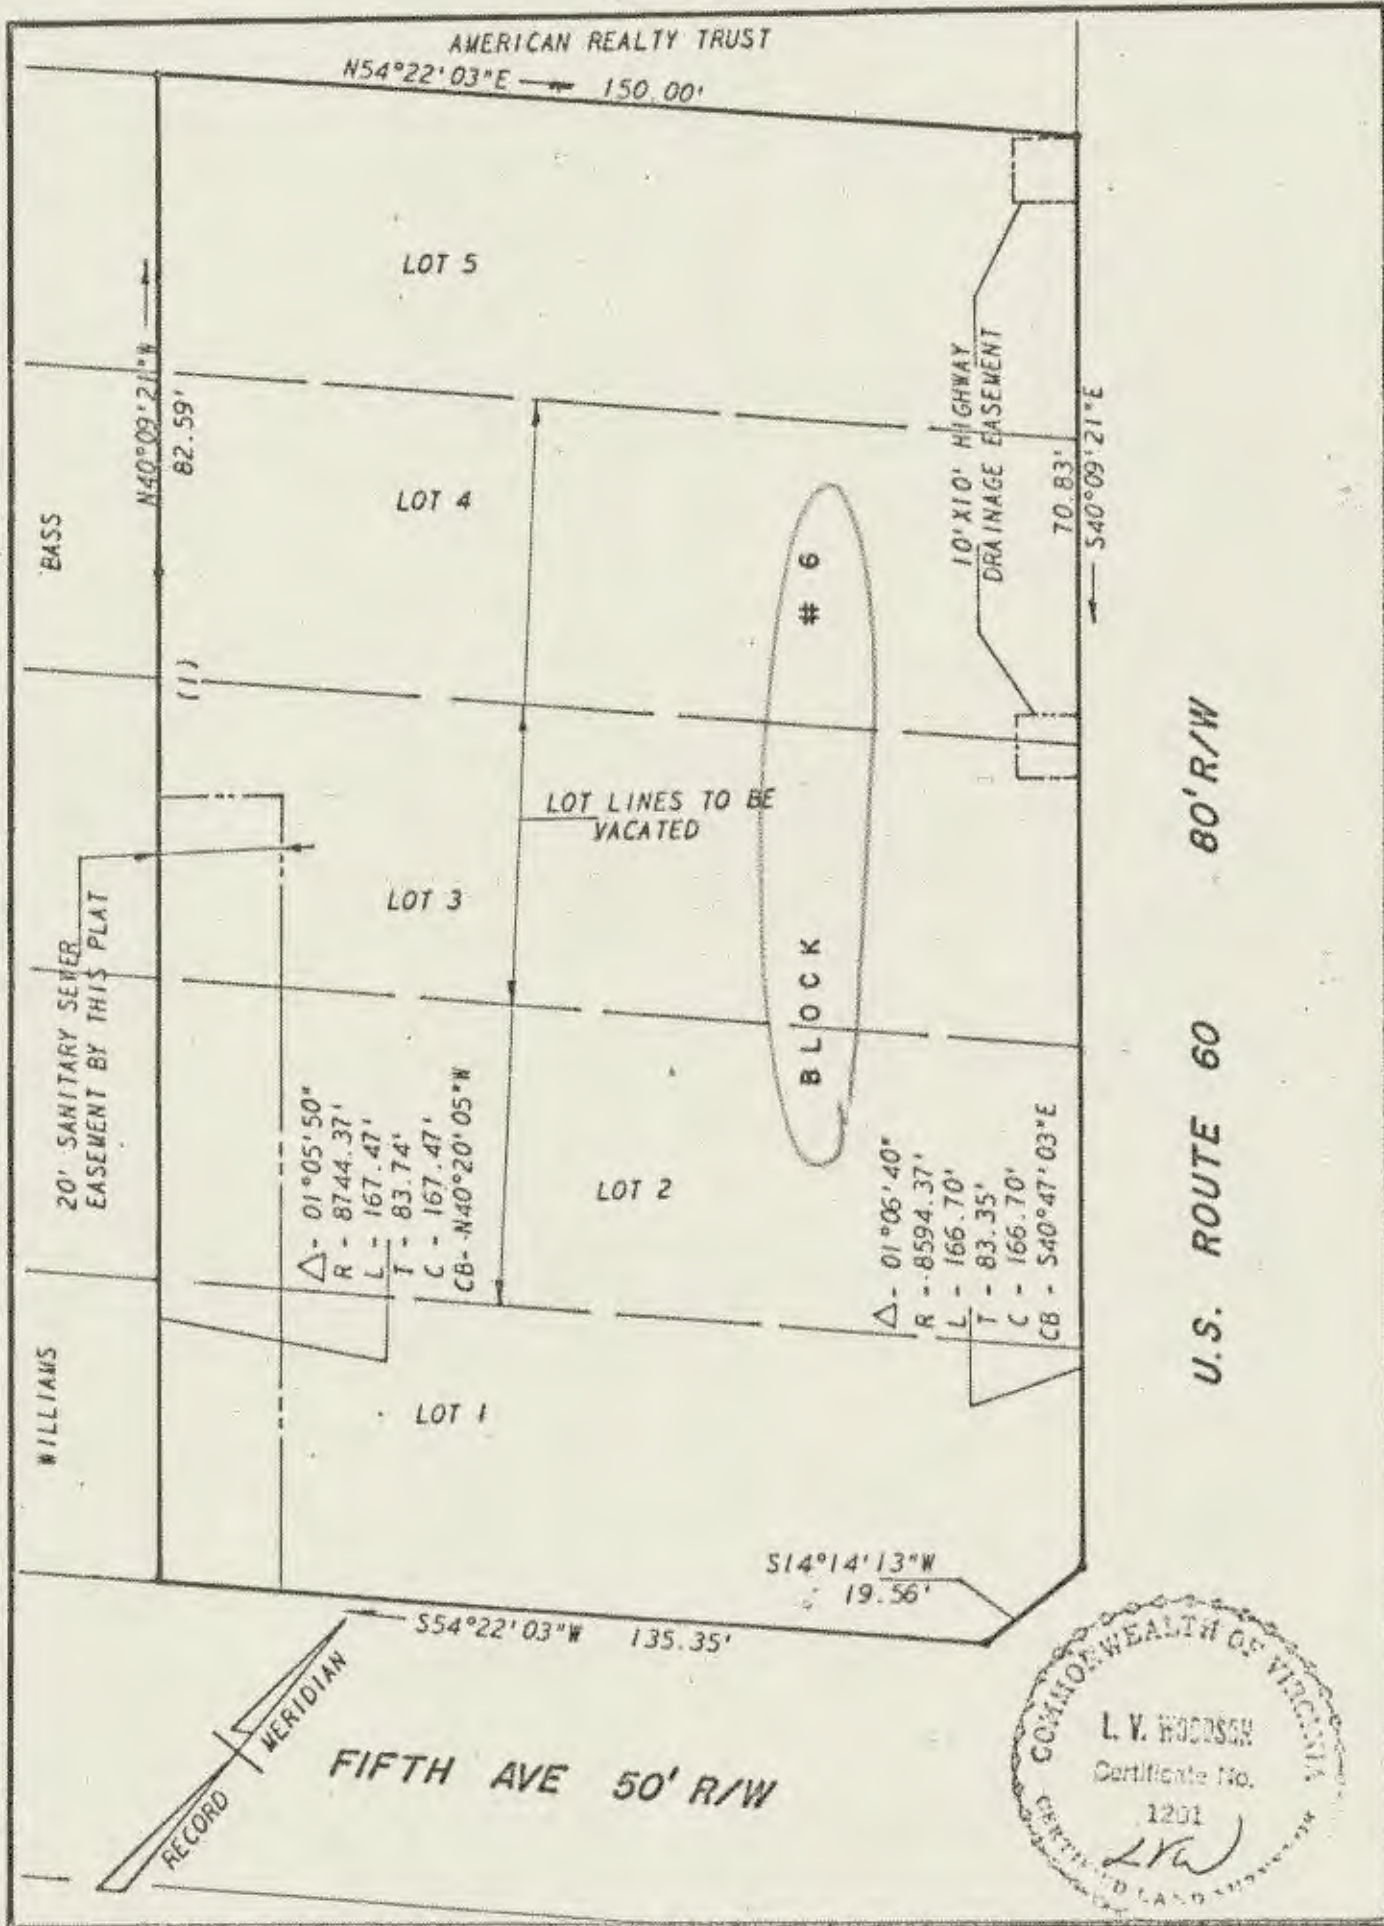 AMERICAN REALTY TRUST
N54°22'03"E 150.00'
LOT 5
N40°09'21"W
82.59'
BASS
LOT 4
(1)
10'X10' HIGHWAY
DRAINAGE EASEMENT
70.83'
S40°09'21"E
LOT LINES TO BE
VACATED
BLOCK # 6
LOT 3
20' SANITARY SEWER
EASEMENT BY THIS PLAT
Δ- 01°05'50"
R - 8744.37'
L - 167.47'
T - 83.74'
C - 167.47'
CB- N40°20'05"W
LOT 2
Δ- 01°06'40"
R - 8594.37'
L - 166.70'
T - 83.35'
C - 166.70'
CB - S40°47'03"E
U.S. ROUTE 60 80'R/W
WILLIAMS
LOT 1
S14°14'13"W
19.56'
S54°22'03"W 135.35'
RECORD MERIDIAN
FIFTH AVE 50' R/W
COMMONWEALTH OF VIRGINIA
L. V. WOODSON
Certificate No.
1201
LVW
CERTIFIED LAND SURVEYOR